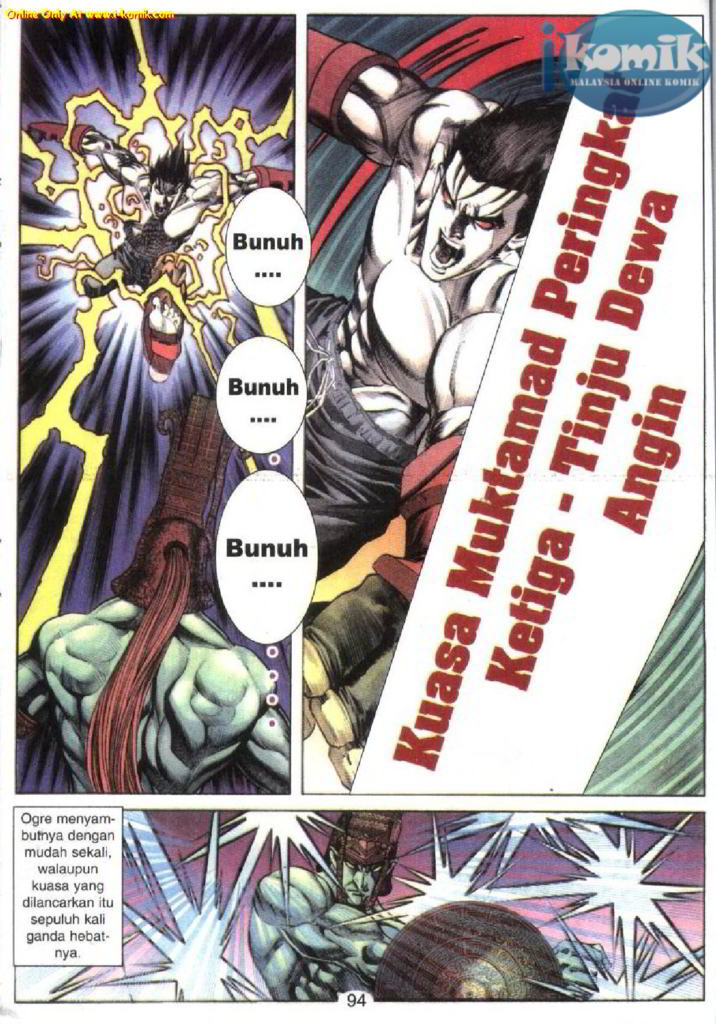 Online Only At www.i-komik.com
ikomik
MALAYSIA ONLINE KOMIK
Bunuh
....
Bunuh
....
Bunuh
....
Kuasa Muktamad Peringka
Ketiga - Tinju Dewa
Angin
Ogre menyam-
butnya dengan
mudah sekali,
walaupun
kuasa yang
dilancarkan itu
sepuluh kali
ganda hebat-
nya.
94